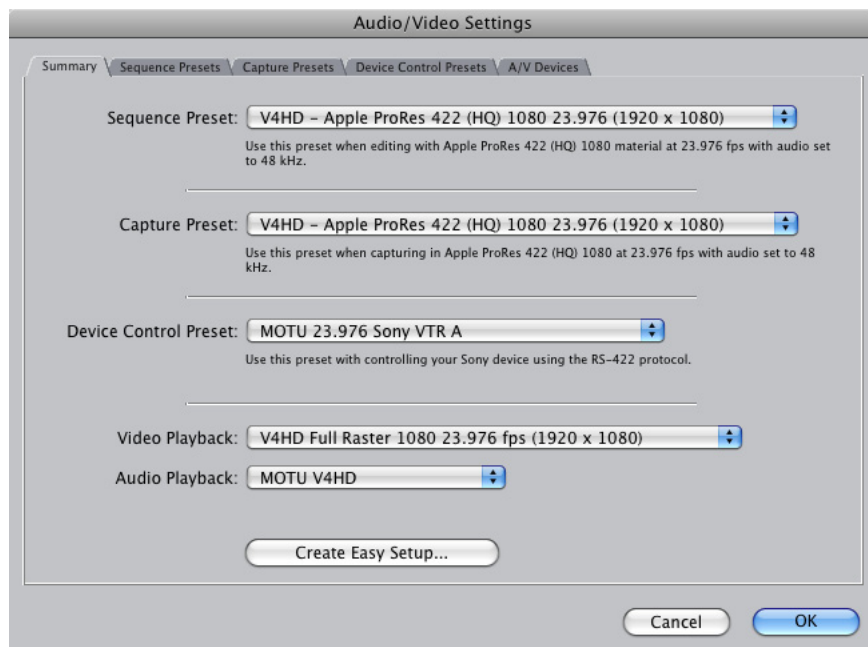 Audio/Video Settings
Summary Sequence Presets Capture Presets Device Control Presets A/V Devices
Sequence Preset: V4HD – Apple ProRes 422 (HQ) 1080 23.976 (1920 x 1080)
Use this preset when editing with Apple ProRes 422 (HQ) 1080 material at 23.976 fps with audio set
to 48 kHz.
Capture Preset: V4HD – Apple ProRes 422 (HQ) 1080 23.976 (1920 x 1080)
Use this preset when capturing in Apple ProRes 422 (HQ) 1080 at 23.976 fps with audio set to 48
kHz.
Device Control Preset: MOTU 23.976 Sony VTR A
Use this preset with controlling your Sony device using the RS-422 protocol.
Video Playback: V4HD Full Raster 1080 23.976 fps (1920 x 1080)
Audio Playback: MOTU V4HD
Create Easy Setup...
Cancel OK